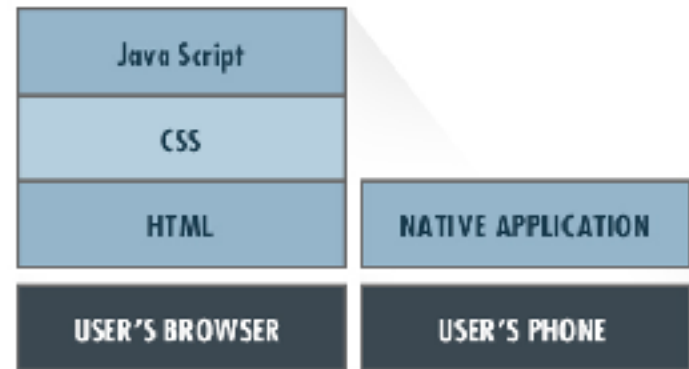 Java Script
CSS
HTML
NATIVE APPLICATION
USER'S BROWSER
USER'S PHONE